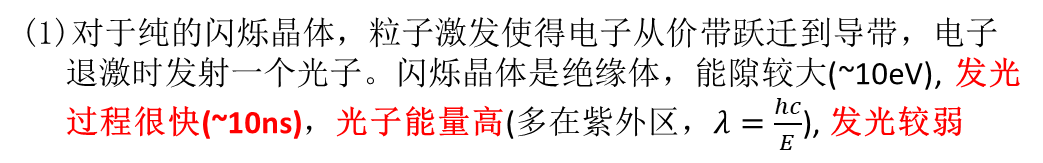 (1)对于纯的闪烁晶体，粒子激发使得电子从价带跃迁到导带，电子
退激时发射一个光子。闪烁晶体是绝缘体，能隙较大(~10eV), 发光
过程很快(~10ns)，光子能量高(多在紫外区，λ = hc/E), 发光较弱